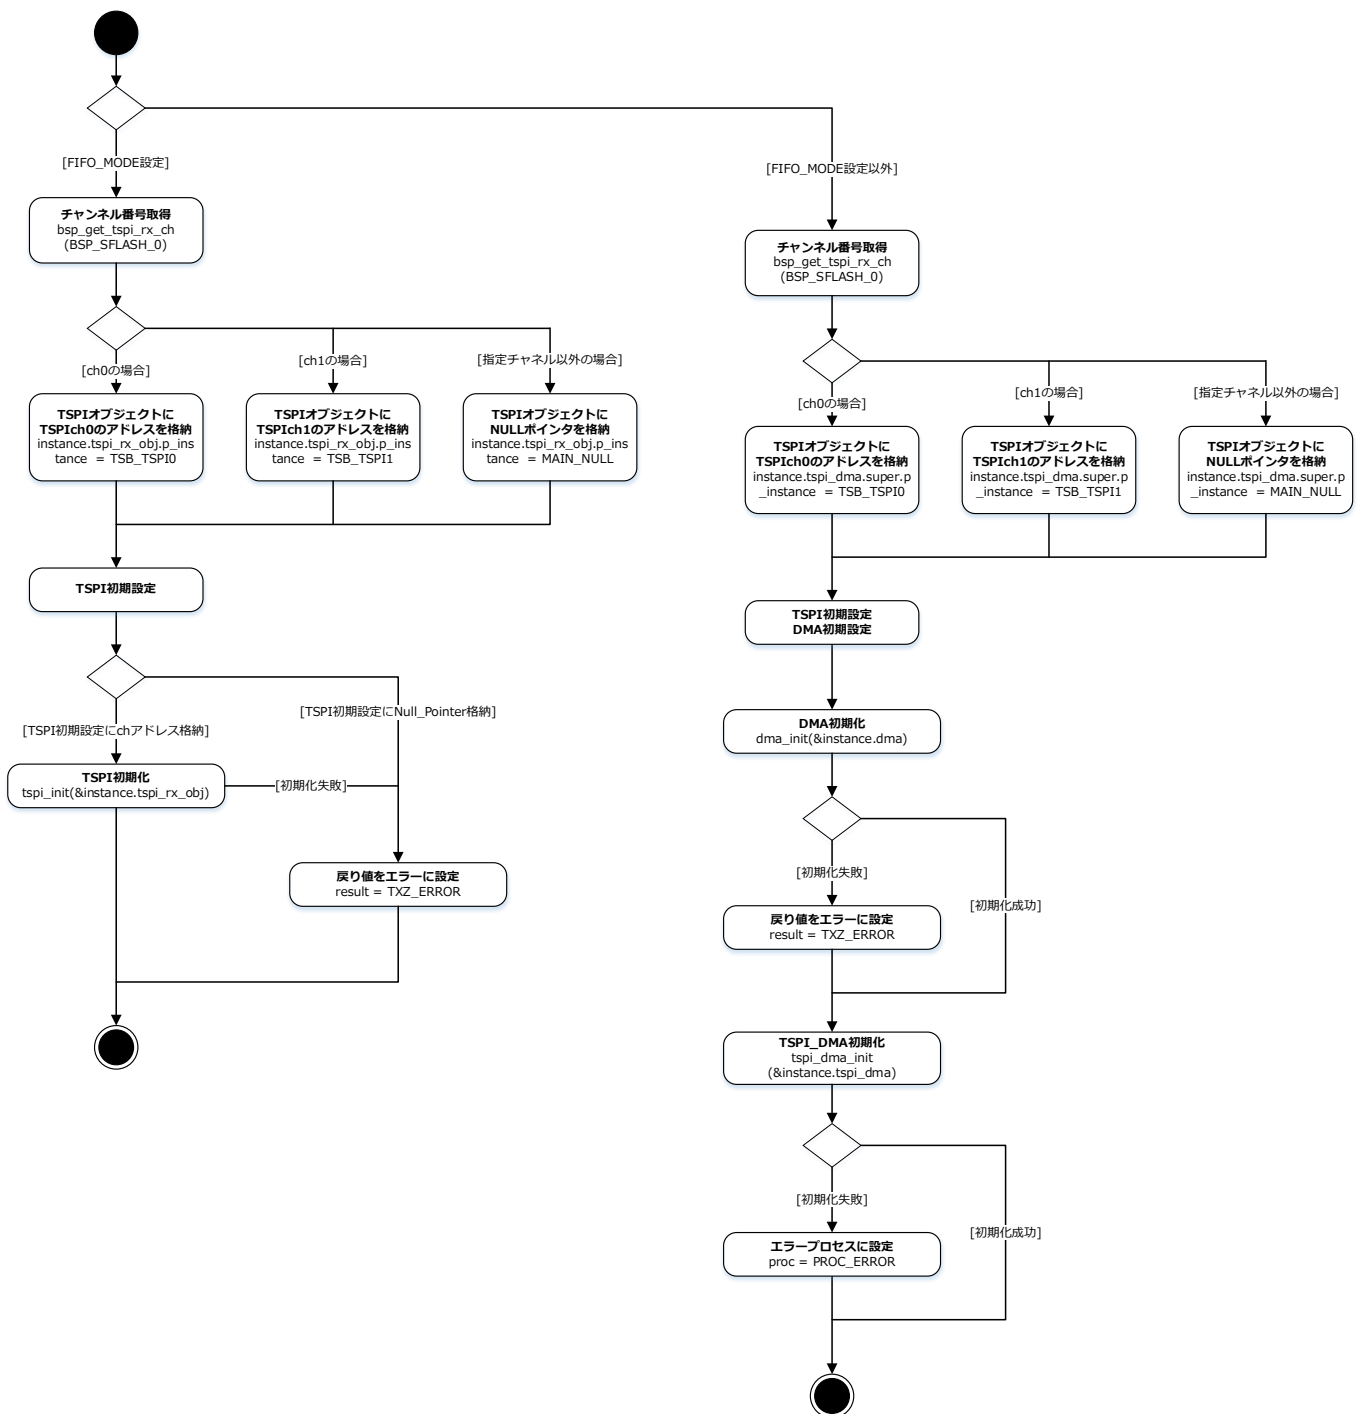 [FIFO_MODE設定]
チャンネル番号取得
bsp_get_tspi_rx_ch
(BSP_SFLASH_0)
[ch0の場合]
[ch1の場合]
[指定チャネル以外の場合]
TSPIオブジェクトに
TSPIch0のアドレスを格納
instance.tspi_rx_obj.p_ins
tance = TSB_TSPI0
TSPIオブジェクトに
TSPIch1のアドレスを格納
instance.tspi_rx_obj.p_ins
tance = TSB_TSPI1
TSPIオブジェクトに
NULLポインタを格納
instance.tspi_rx_obj.p_ins
tance = MAIN_NULL
TSPI初期設定
[TSPI初期設定にchアドレス格納]
[TSPI初期設定にNull_Pointer格納]
TSPI初期化
tspi_init(&instance.tspi_rx_obj)
[初期化失敗]
戻り値をエラーに設定
result = TXZ_ERROR
[FIFO_MODE設定以外]
チャンネル番号取得
bsp_get_tspi_rx_ch
(BSP_SFLASH_0)
[ch0の場合]
[ch1の場合]
[指定チャネル以外の場合]
TSPIオブジェクトに
TSPIch0のアドレスを格納
instance.tspi_dma.super.p
_instance = TSB_TSPI0
TSPIオブジェクトに
TSPIch1のアドレスを格納
instance.tspi_dma.super.p
_instance = TSB_TSPI1
TSPIオブジェクトに
NULLポインタを格納
instance.tspi_dma.super.p
_instance = MAIN_NULL
TSPI初期設定
DMA初期設定
DMA初期化
dma_init(&instance.dma)
[初期化失敗]
[初期化成功]
戻り値をエラーに設定
result = TXZ_ERROR
TSPI_DMA初期化
tspi_dma_init
(&instance.tspi_dma)
[初期化失敗]
[初期化成功]
エラープロセスに設定
proc = PROC_ERROR